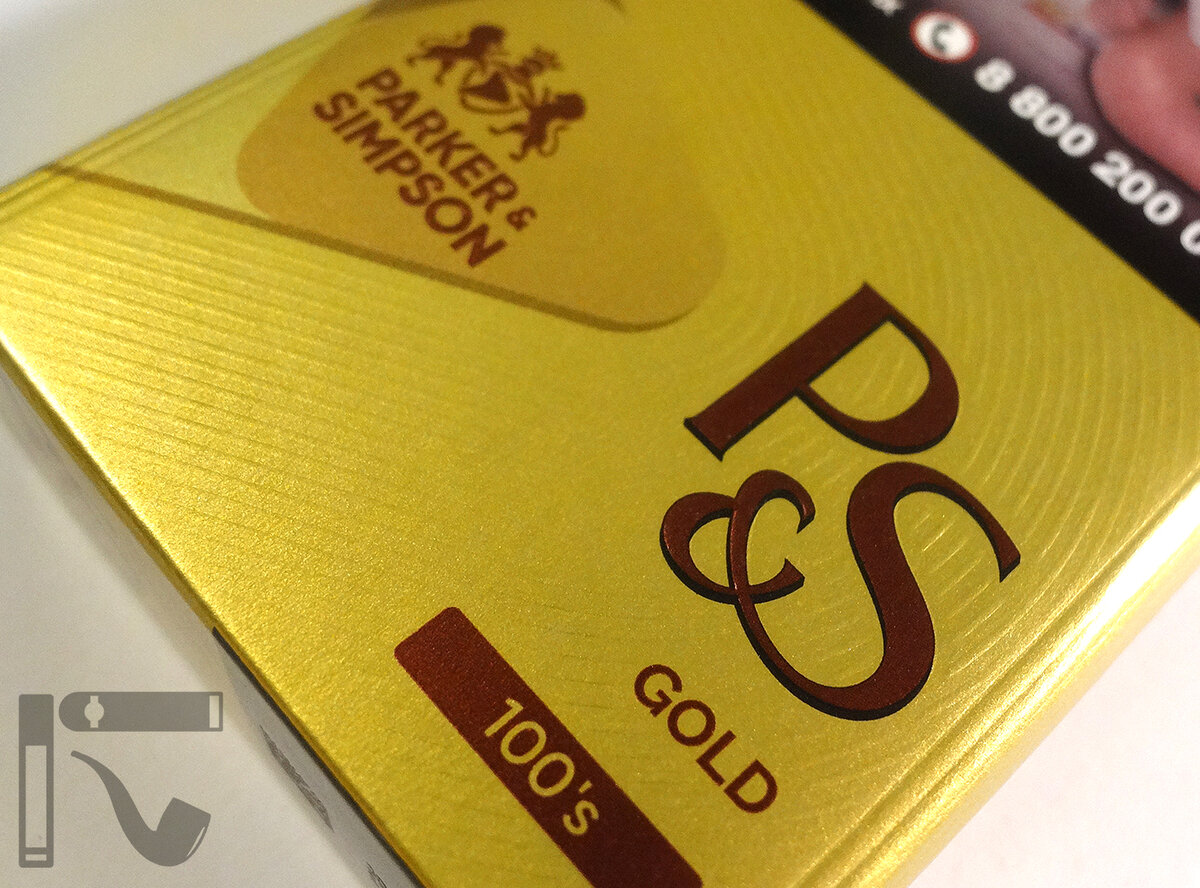 PARKER &
SIMPSON
8 800 200 0
P
&S
GOLD
100's